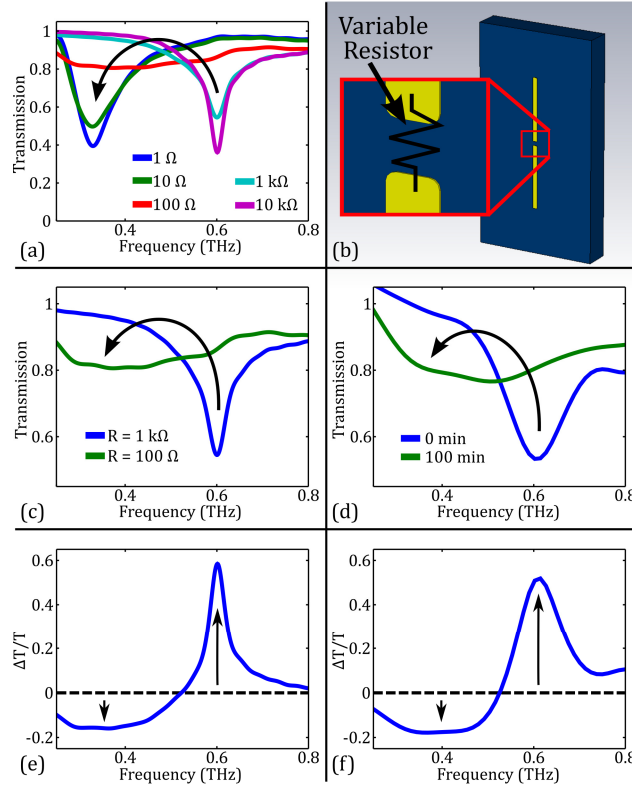 1
0.8
0.6
0.4
0.2
0
Transmission
1 Ω
10 Ω
100 Ω
1 kΩ
10 kΩ
0.4 0.6 0.8
Frequency (THz)
(a)
Variable
Resistor
(b)
1
0.8
0.6
Transmission
R = 1 kΩ
R = 100 Ω
0.4 0.6 0.8
Frequency (THz)
(c)
1
0.8
0.6
Transmission
0 min
100 min
0.4 0.6 0.8
Frequency (THz)
(d)
0.6
0.4
0.2
0
-0.2
ΔT/T
0.4 0.6 0.8
Frequency (THz)
(e)
0.6
0.4
0.2
0
-0.2
ΔT/T
0.4 0.6 0.8
Frequency (THz)
(f)